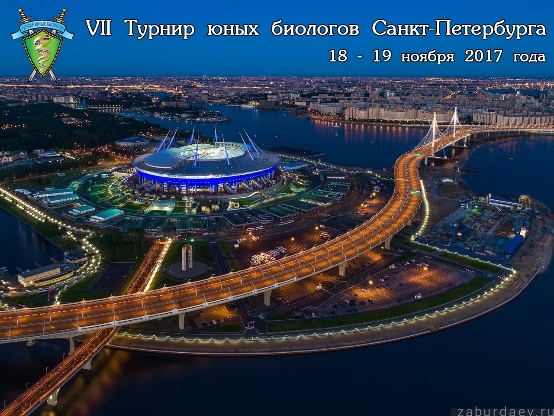 VII Турнир юных биологов Санкт-Петербурга
18 - 19 ноября 2017 года
zaburdaev.ru